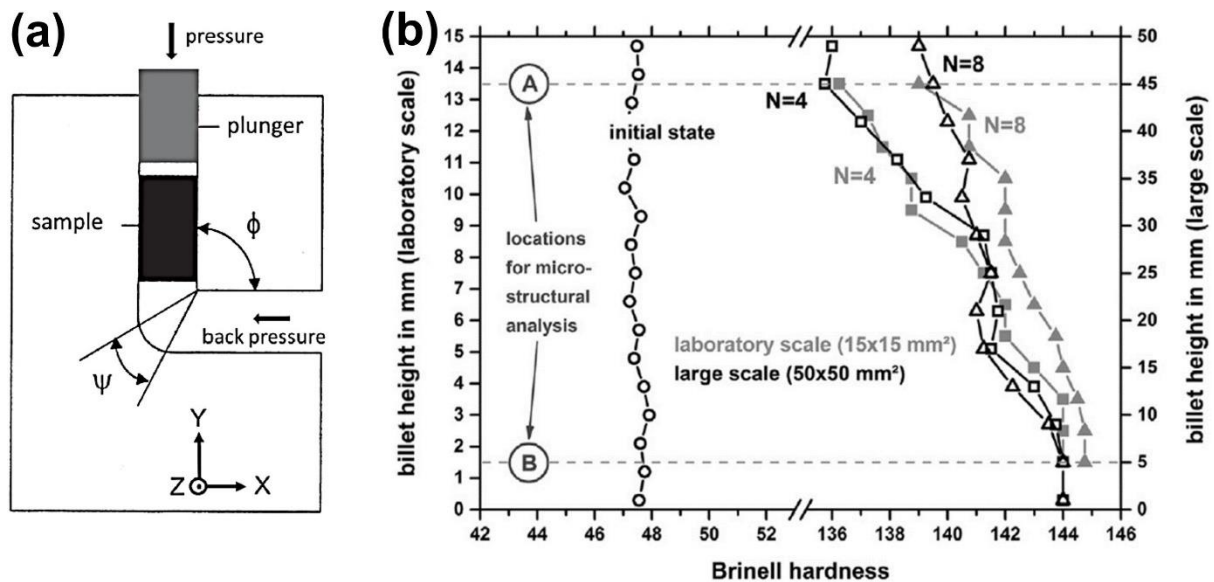 (a)
pressure
plunger
sample
ϕ
back pressure
ψ
Y
Z
X
(b)
billet height in mm (laboratory scale)
15
14
13
12
11
10
9
8
7
6
5
4
3
2
1
0
A
initial state
locations
for micro-
structural
analysis
B
N=4
N=4
N=8
N=8
laboratory scale (15x15 mm²)
large scale (50x50 mm²)
50
45
40
35
30
25
20
15
10
5
0
billet height in mm (large scale)
42 44 46 48 50 52 136 138 140 142 144 146
Brinell hardness